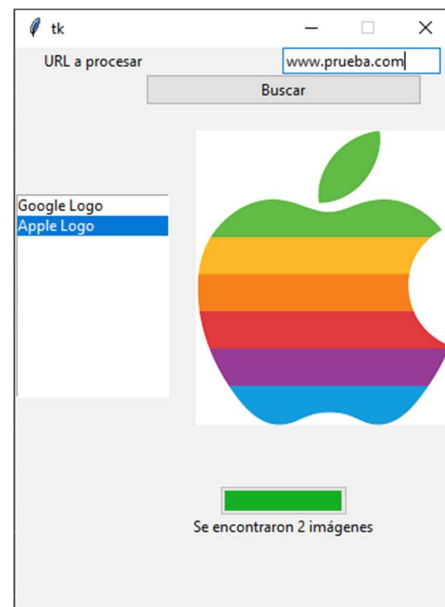 tk
URL a procesar
www.prueba.com
Buscar
Google Logo
Apple Logo
Se encontraron 2 imágenes